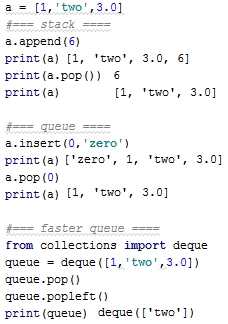 a = [1,'two',3.0]
#=== stack ====
a.append(6)
print(a) [1, 'two', 3.0, 6]
print(a.pop()) 6
print(a) [1, 'two', 3.0]
#=== queue ====
a.insert(0,'zero')
print(a) ['zero', 1, 'two', 3.0]
a.pop(0)
print(a) [1, 'two', 3.0]
#=== faster queue ====
from collections import deque
queue = deque([1,'two',3.0])
queue.pop()
queue.popleft()
print(queue) deque(['two'])